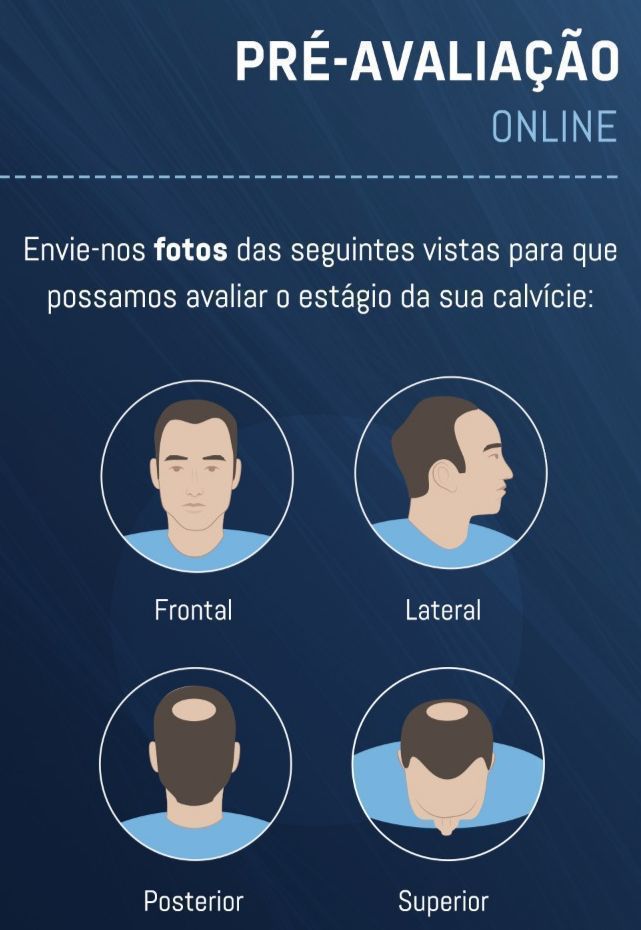 PRÉ-AVALIAÇÃO
ONLINE
Envie-nos fotos das seguintes vistas para que
possamos avaliar o estágio da sua calvície:
Frontal
Lateral
Posterior
Superior